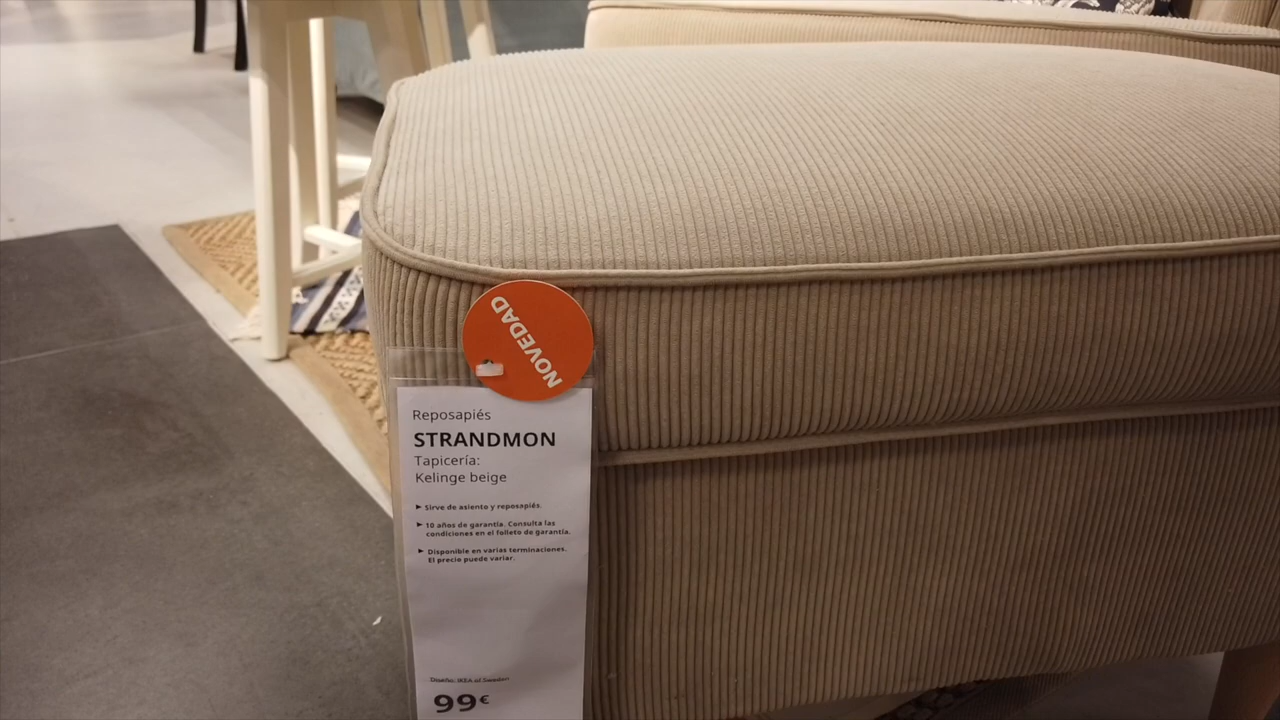 NOVEDAD
Reposapiés
STRANDMON
Tapicería:
Kelinge beige
► Sirve de asiento y reposapiés.
► 10 años de garantía. Consulta las
condiciones en el folleto de garantía.
► Disponible en varias terminaciones.
El precio puede variar.
Diseño: IKEA of Sweden
99€